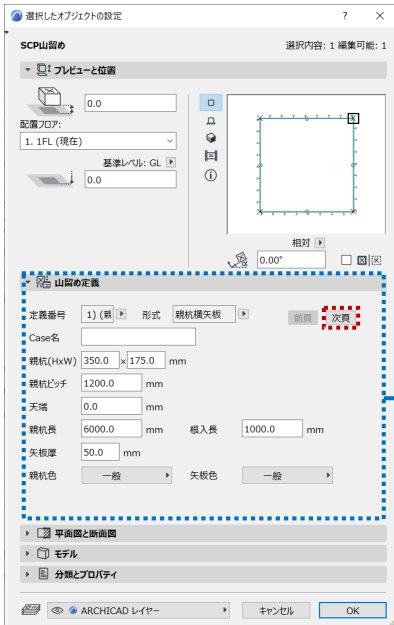 選択したオブジェクトの設定 ? ×
SCP山留め 選択内容: 1 編集可能: 1
プレビューと位置
0.0
配置フロア:
1. 1FL (現在)
基準レベル: GL
0.0
相対
0.00°
山留め定義
定義番号 1) (親 形式 親杭横矢板 前頁 次頁
Case名
親杭(HxW) 350.0 × 175.0 mm
親杭ピッチ 1200.0 mm
天端 0.0 mm
親杭長 6000.0 mm 根入長 1000.0 mm
矢板厚 50.0 mm
親杭色 一般 矢板色 一般
平面図と断面図
モデル
分類とプロパティ
ARCHICAD レイヤー キャンセル OK